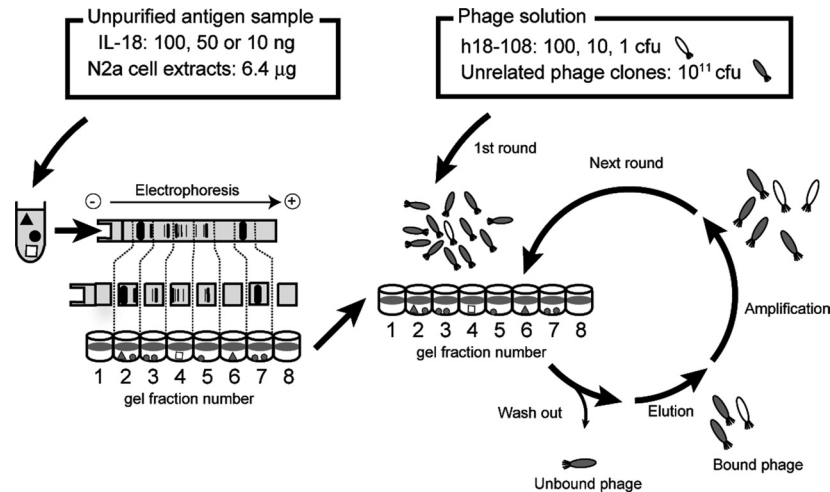 Unpurified antigen sample
IL-18: 100, 50 or 10 ng
N2a cell extracts: 6.4 μg
Phage solution
h18-108: 100, 10, 1 cfu
Unrelated phage clones: 10¹¹ cfu
1st round
Next round
- Electrophoresis +
Amplification
1 2 3 4 5 6 7 8
gel fraction number
1 2 3 4 5 6 7 8
gel fraction number
Wash out
Elution
Unbound phage
Bound phage